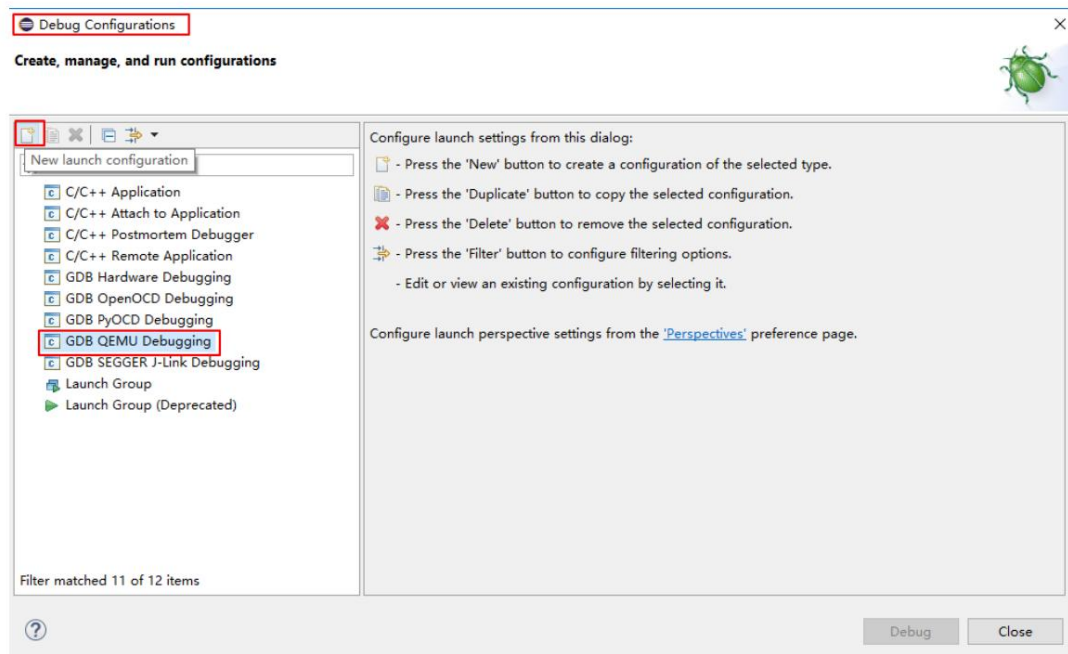 Debug Configurations
Create, manage, and run configurations
New launch configuration
C/C++ Application
C/C++ Attach to Application
C/C++ Postmortem Debugger
C/C++ Remote Application
GDB Hardware Debugging
GDB OpenOCD Debugging
GDB PyOCD Debugging
GDB QEMU Debugging
GDB SEGGER J-Link Debugging
Launch Group
Launch Group (Deprecated)
Filter matched 11 of 12 items
Configure launch settings from this dialog:
- Press the 'New' button to create a configuration of the selected type.
- Press the 'Duplicate' button to copy the selected configuration.
- Press the 'Delete' button to remove the selected configuration.
- Press the 'Filter' button to configure filtering options.
- Edit or view an existing configuration by selecting it.
Configure launch perspective settings from the 'Perspectives' preference page.
Debug
Close